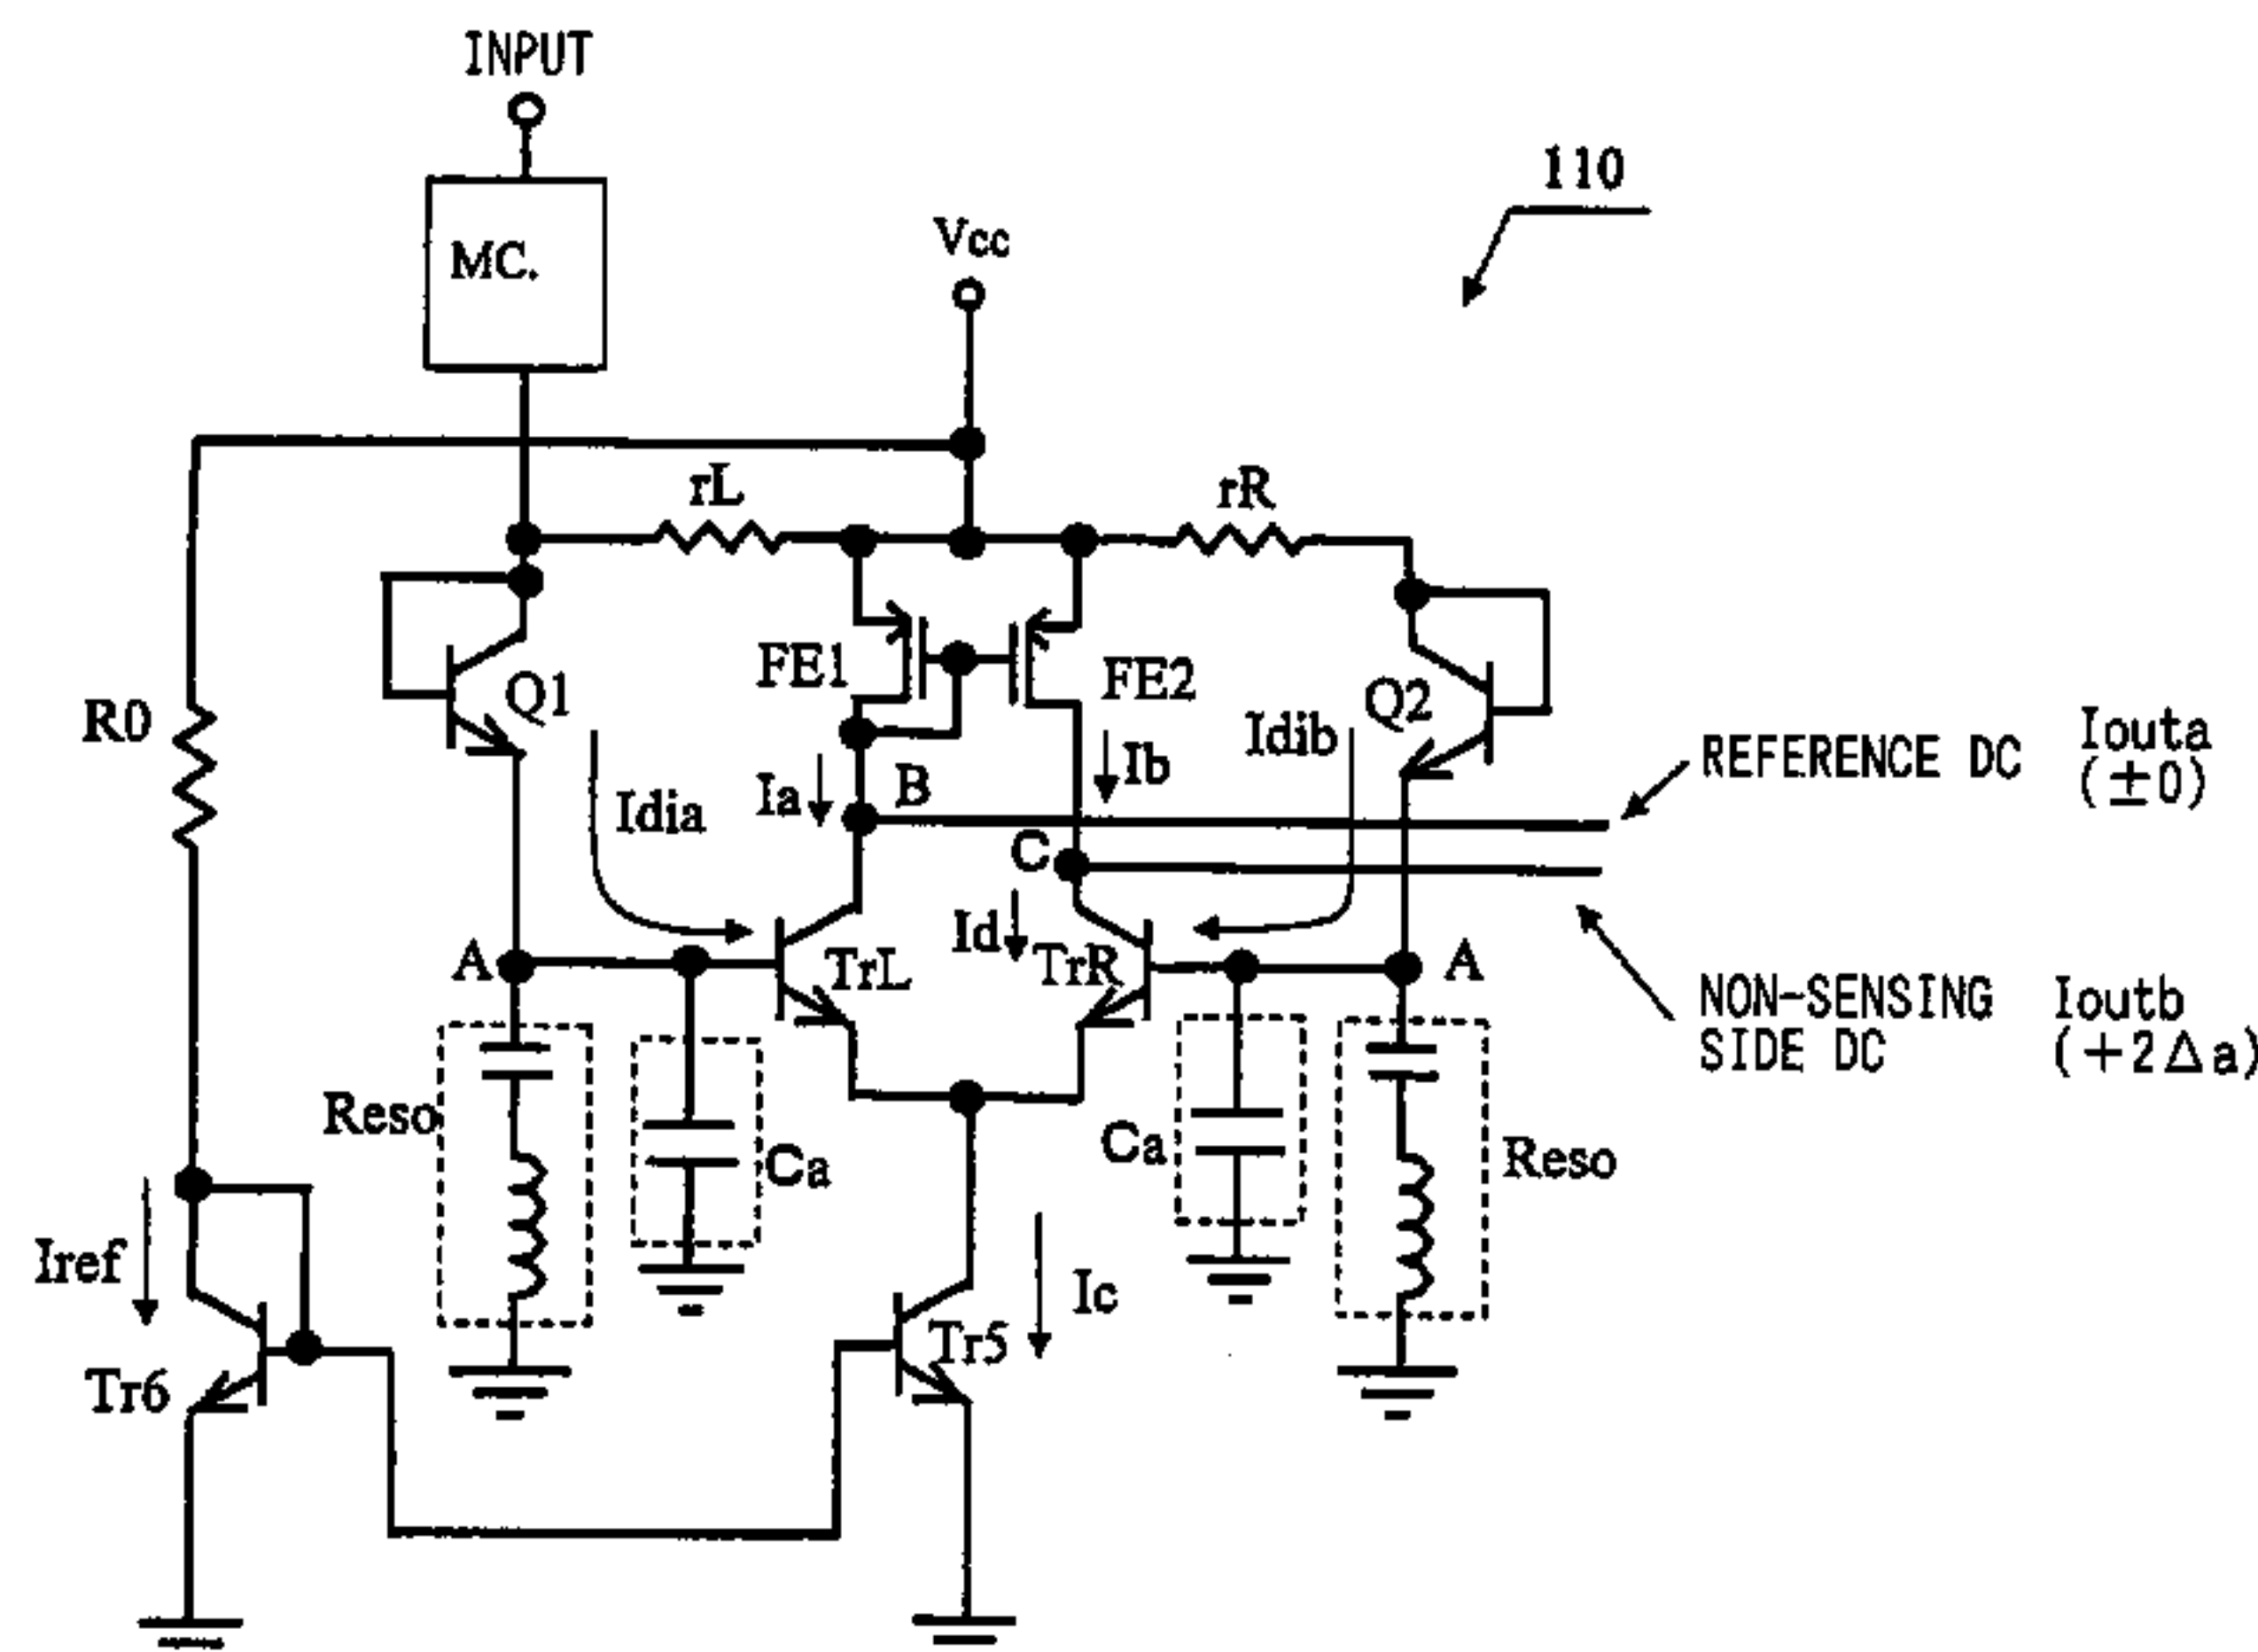 INPUT
110
MC.
Vcc
rL
rR
FE1
FE2
Q1
Q2
R0
Idia
Ia
B
Ib
Idib
REFERENCE DC Iouta
(±0)
C
A
TrL
Id
TrR
A
NON-SENSING Ioutb
SIDE DC (+2Δa)
Reso
Ca
Ca
Reso
Iref
Ic
Tr5
Tr6